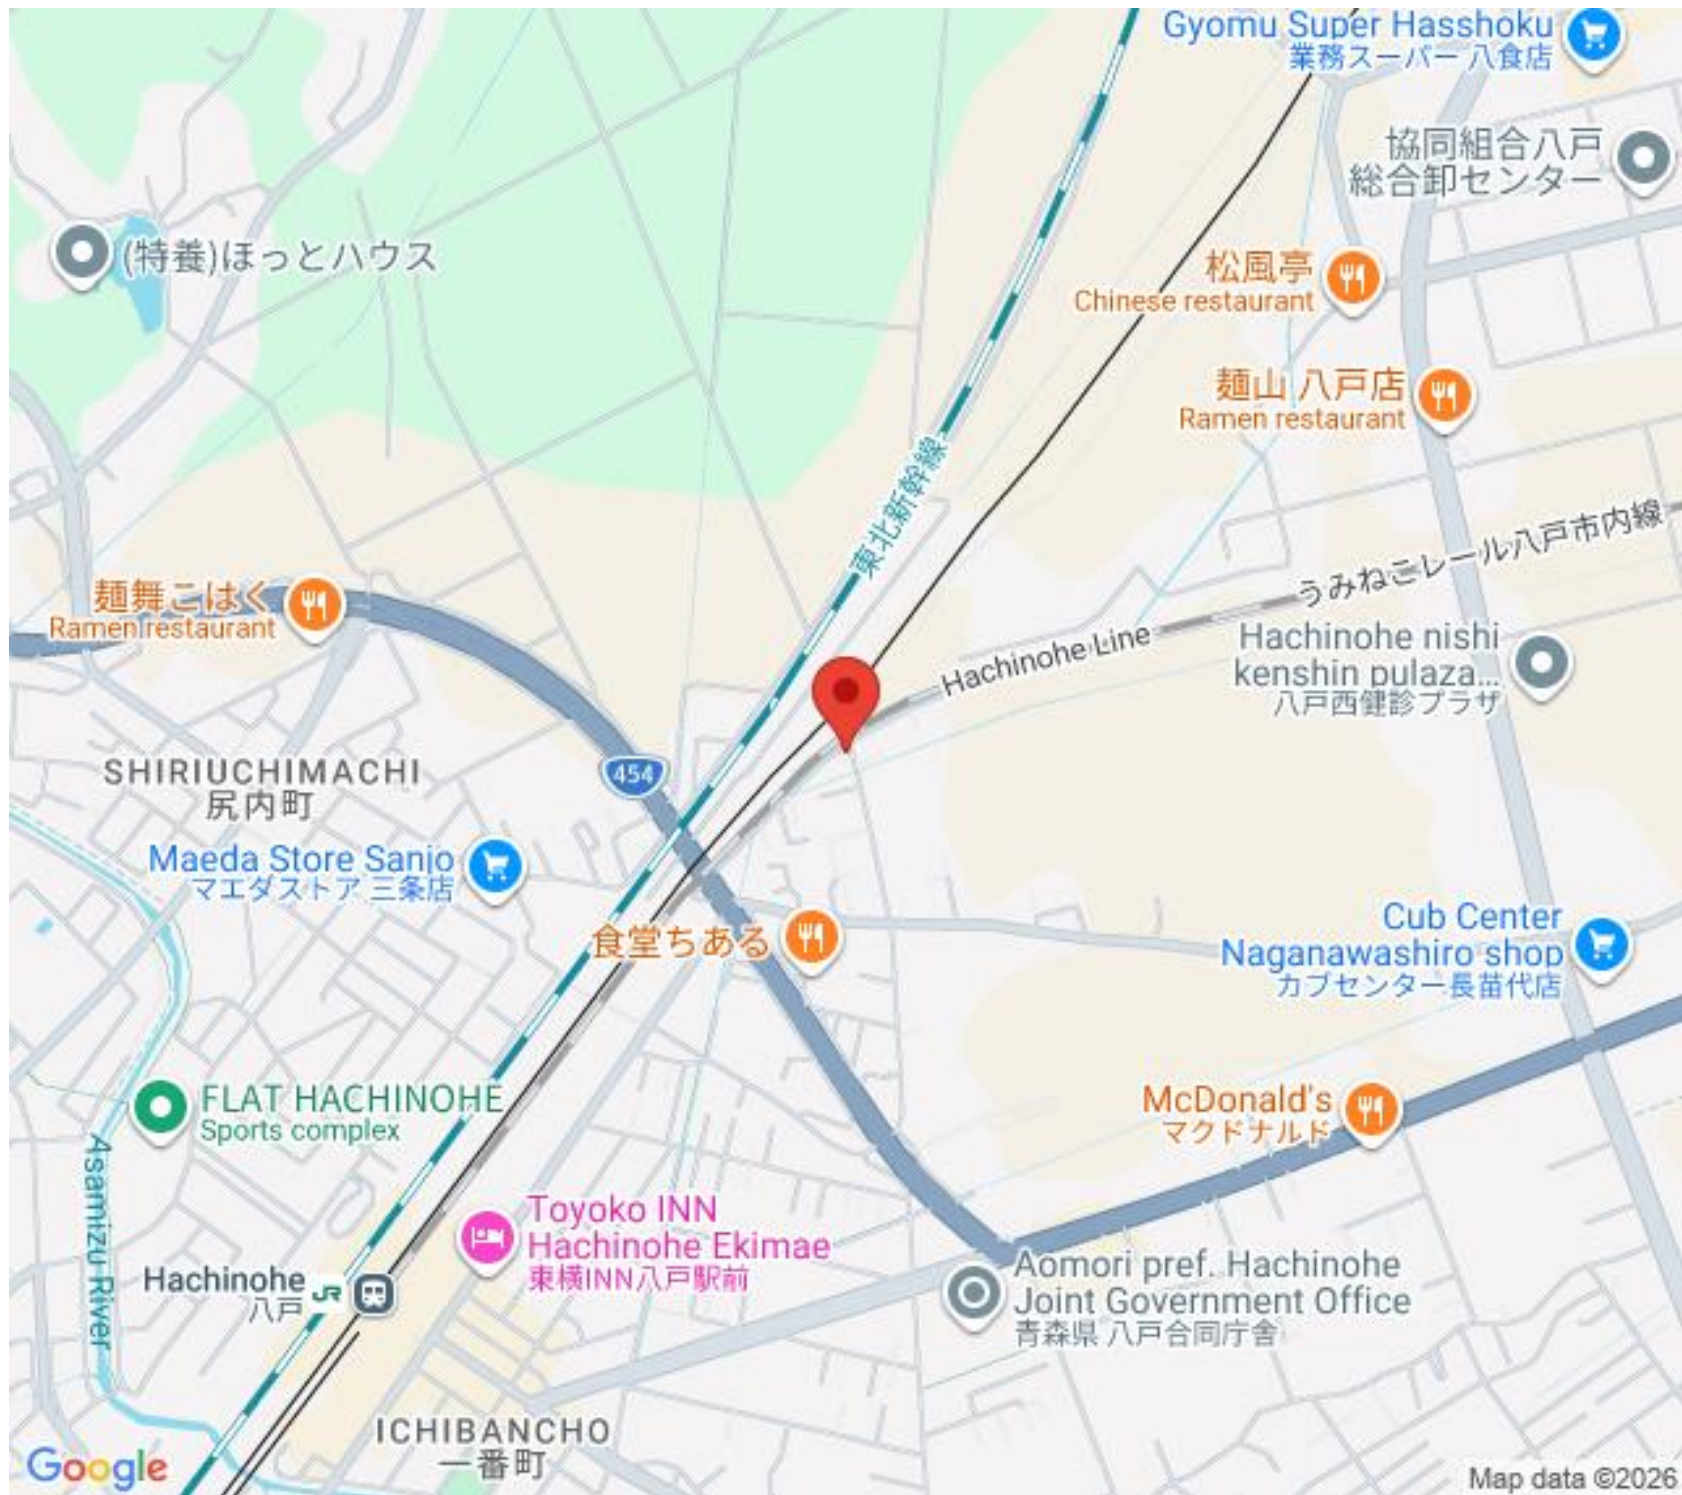 Gyomu Super Hasshoku
業務スーパー 八食店
協同組合八戸
総合卸センター
(特養)ほっとハウス
松風亭
Chinese restaurant
麺山 八戸店
Ramen restaurant
東北新幹線
うみねこレール八戸市内線
麺舞こはく
Ramen restaurant
Hachinohe Line
Hachinohe nishi
kenshin pulaza...
八戸西健診プラザ
SHIRIUCHIMACHI
尻内町
454
Maeda Store Sanjo
マエダストア 三条店
食堂ちある
Cub Center
Naganawashiro shop
カブセンター長苗代店
FLAT HACHINOHE
Sports complex
McDonald's
マクドナルド
Asamizu River
Toyoko INN
Hachinohe Ekimae
東横INN八戸駅前
Hachinohe
八戸
JR
Aomori pref. Hachinohe
Joint Government Office
青森県 八戸合同庁舎
ICHIBANCHO
一番町
Google
Map data ©2026